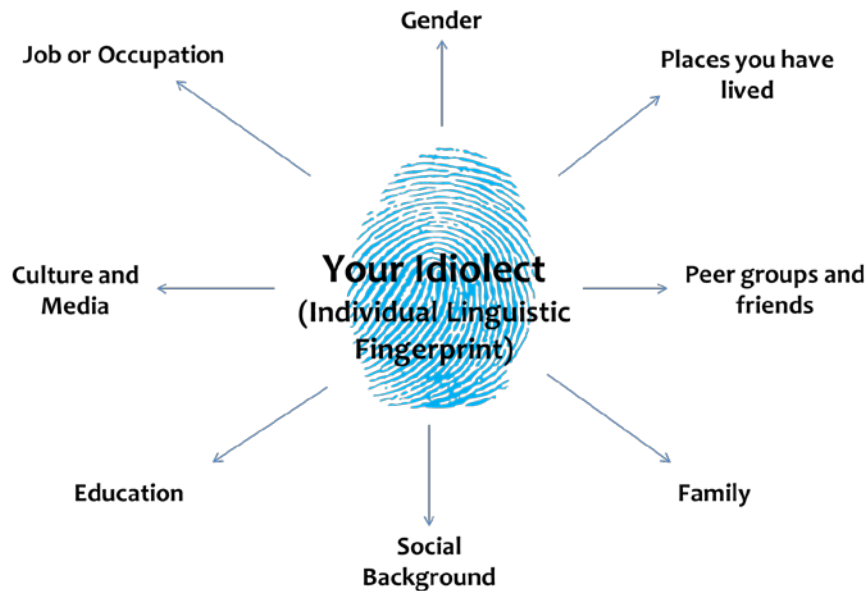 Gender
Job or Occupation
Places you have
lived
Your Idiolect
(Individual Linguistic
Fingerprint)
Culture and
Media
Peer groups and
friends
Education
Family
Social
Background